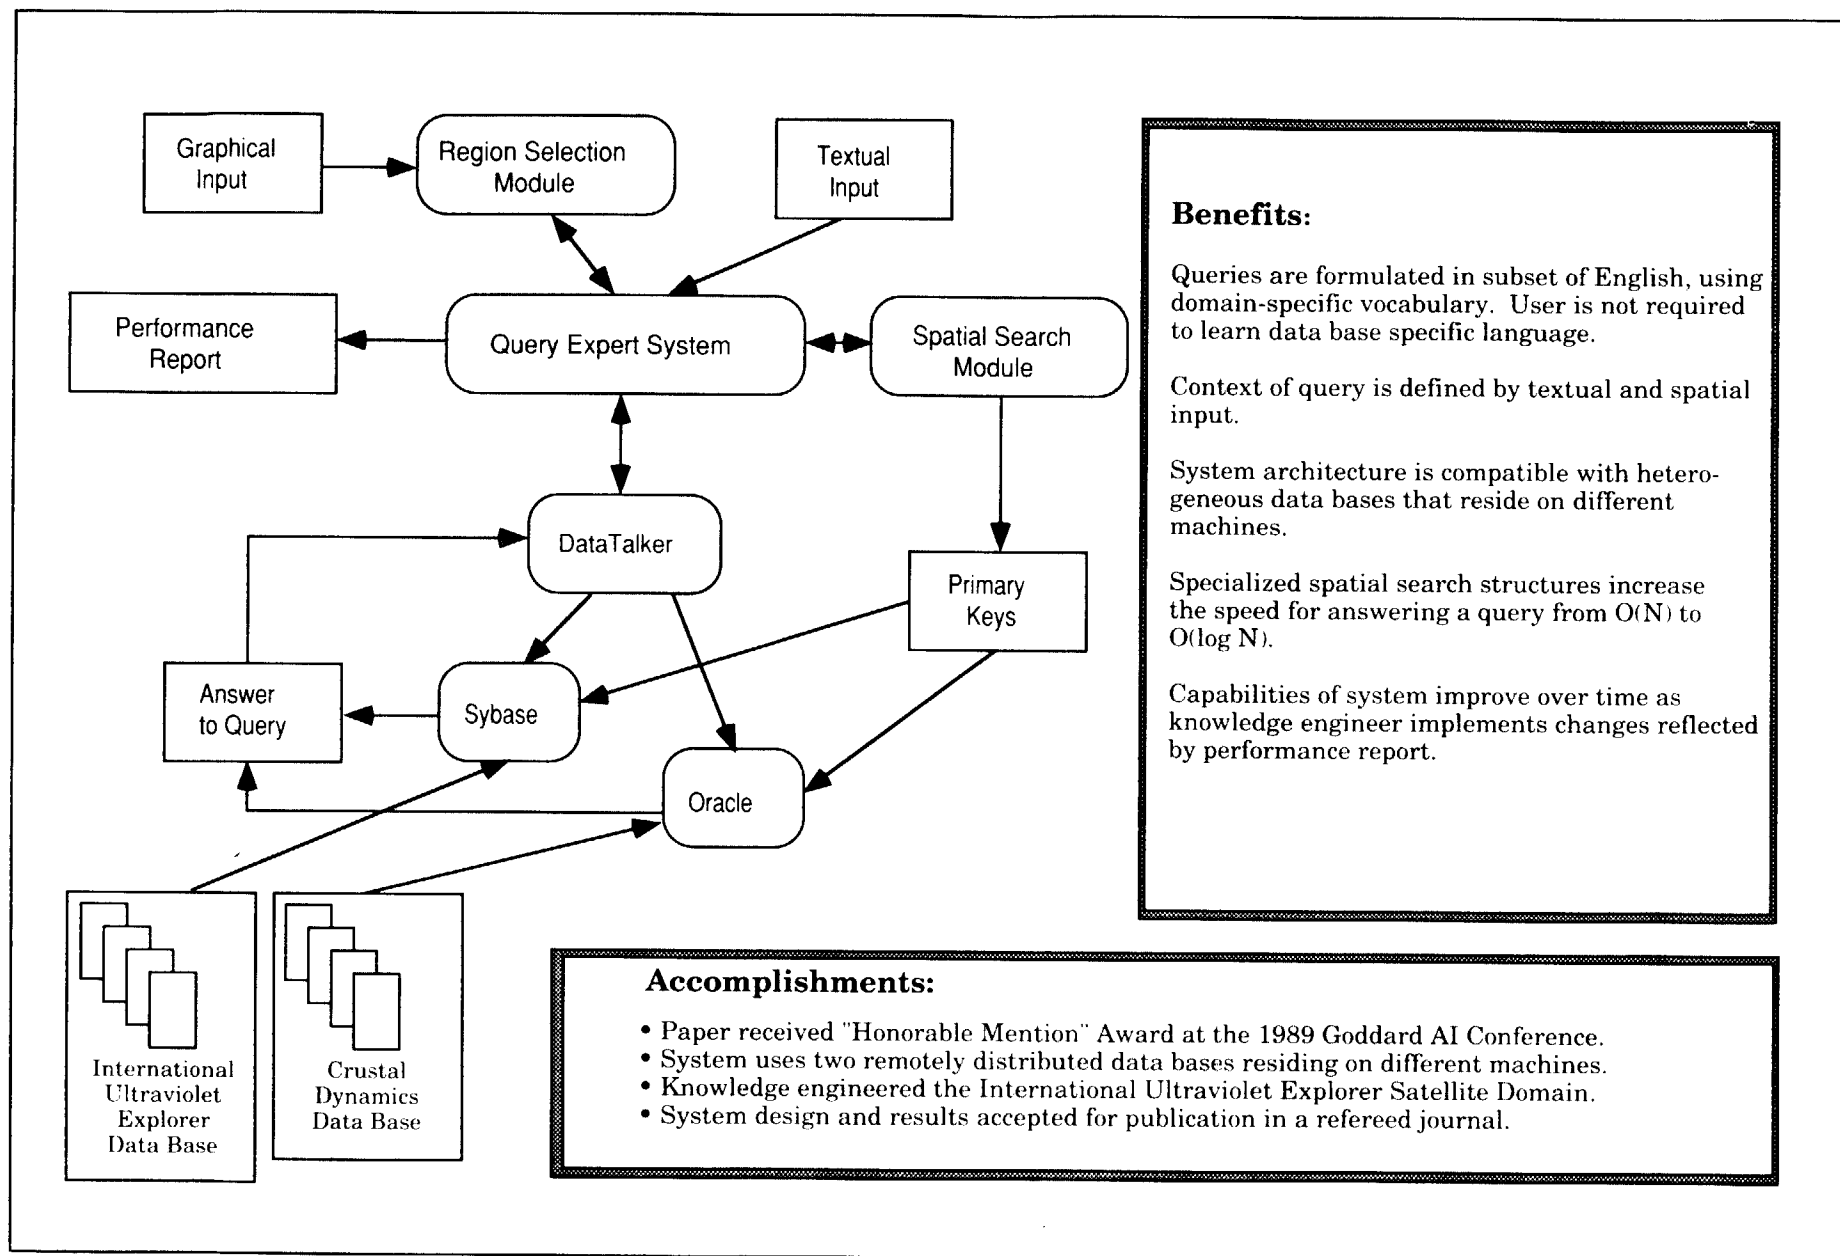 Graphical
Input
Region Selection
Module
Textual
Input
Performance
Report
Query Expert System
Spatial Search
Module
DataTalker
Primary
Keys
Answer
to Query
Sybase
Oracle
International
Ultraviolet
Explorer
Data Base
Crustal
Dynamics
Data Base
Benefits:
Queries are formulated in subset of English, using
domain-specific vocabulary. User is not required
to learn data base specific language.
Context of query is defined by textual and spatial
input.
System architecture is compatible with hetero-
geneous data bases that reside on different
machines.
Specialized spatial search structures increase
the speed for answering a query from O(N) to
O(log N).
Capabilities of system improve over time as
knowledge engineer implements changes reflected
by performance report.
Accomplishments:
• Paper received "Honorable Mention" Award at the 1989 Goddard AI Conference.
• System uses two remotely distributed data bases residing on different machines.
• Knowledge engineered the International Ultraviolet Explorer Satellite Domain.
• System design and results accepted for publication in a refereed journal.